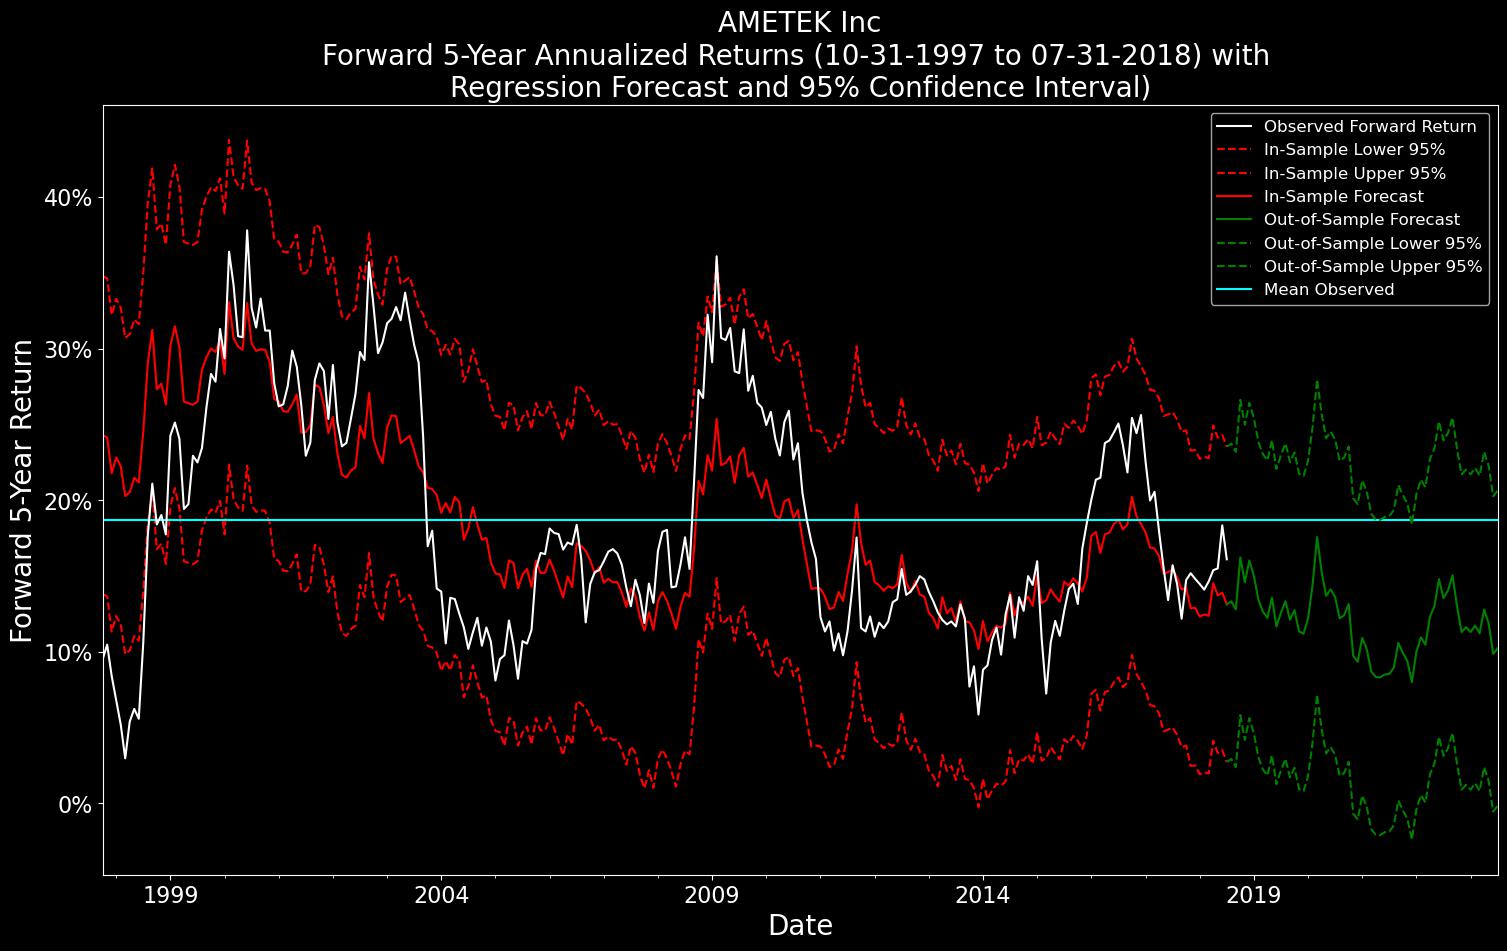 AMETEK Inc
Forward 5-Year Annualized Returns (10-31-1997 to 07-31-2018) with
Regression Forecast and 95% Confidence Interval)
Observed Forward Return
In-Sample Lower 95%
In-Sample Upper 95%
In-Sample Forecast
Out-of-Sample Forecast
Out-of-Sample Lower 95%
Out-of-Sample Upper 95%
Mean Observed
Forward 5-Year Return
40%
30%
20%
10%
0%
1999 2004 2009 2014 2019
Date